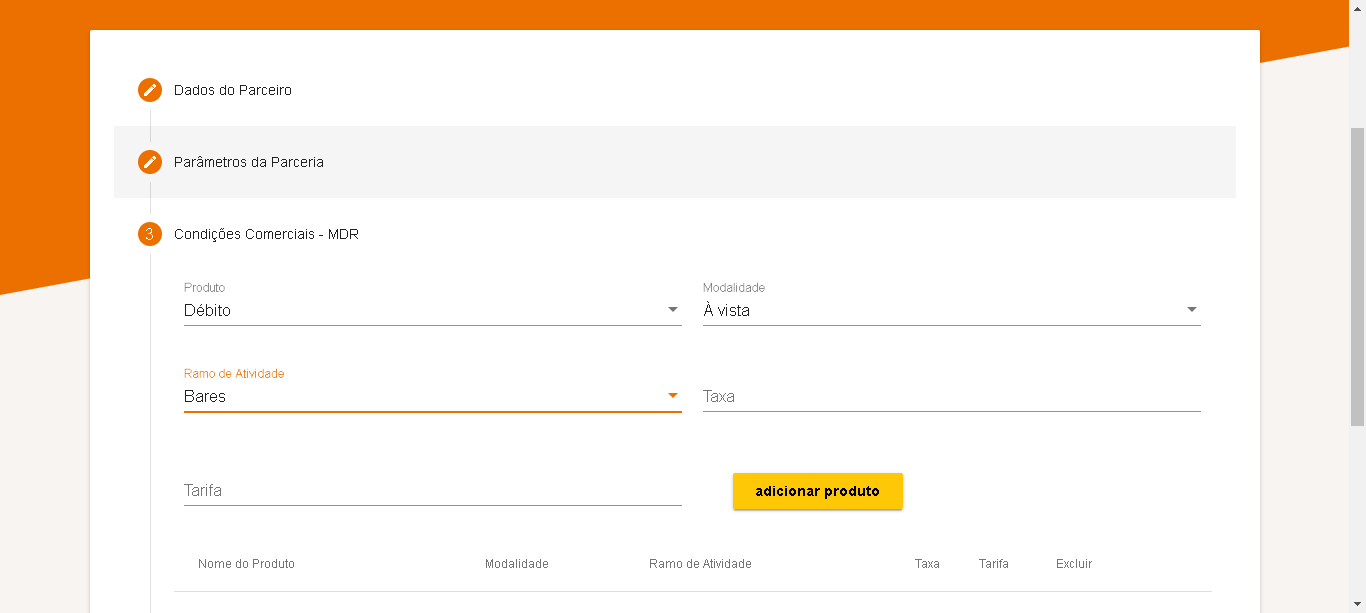 Dados do Parceiro
Parâmetros da Parceria
3 Condições Comerciais - MDR
Produto Modalidade
Débito À vista
Ramo de Atividade
Bares Taxa
Tarifa adicionar produto
Nome do Produto Modalidade Ramo de Atividade Taxa Tarifa Excluir